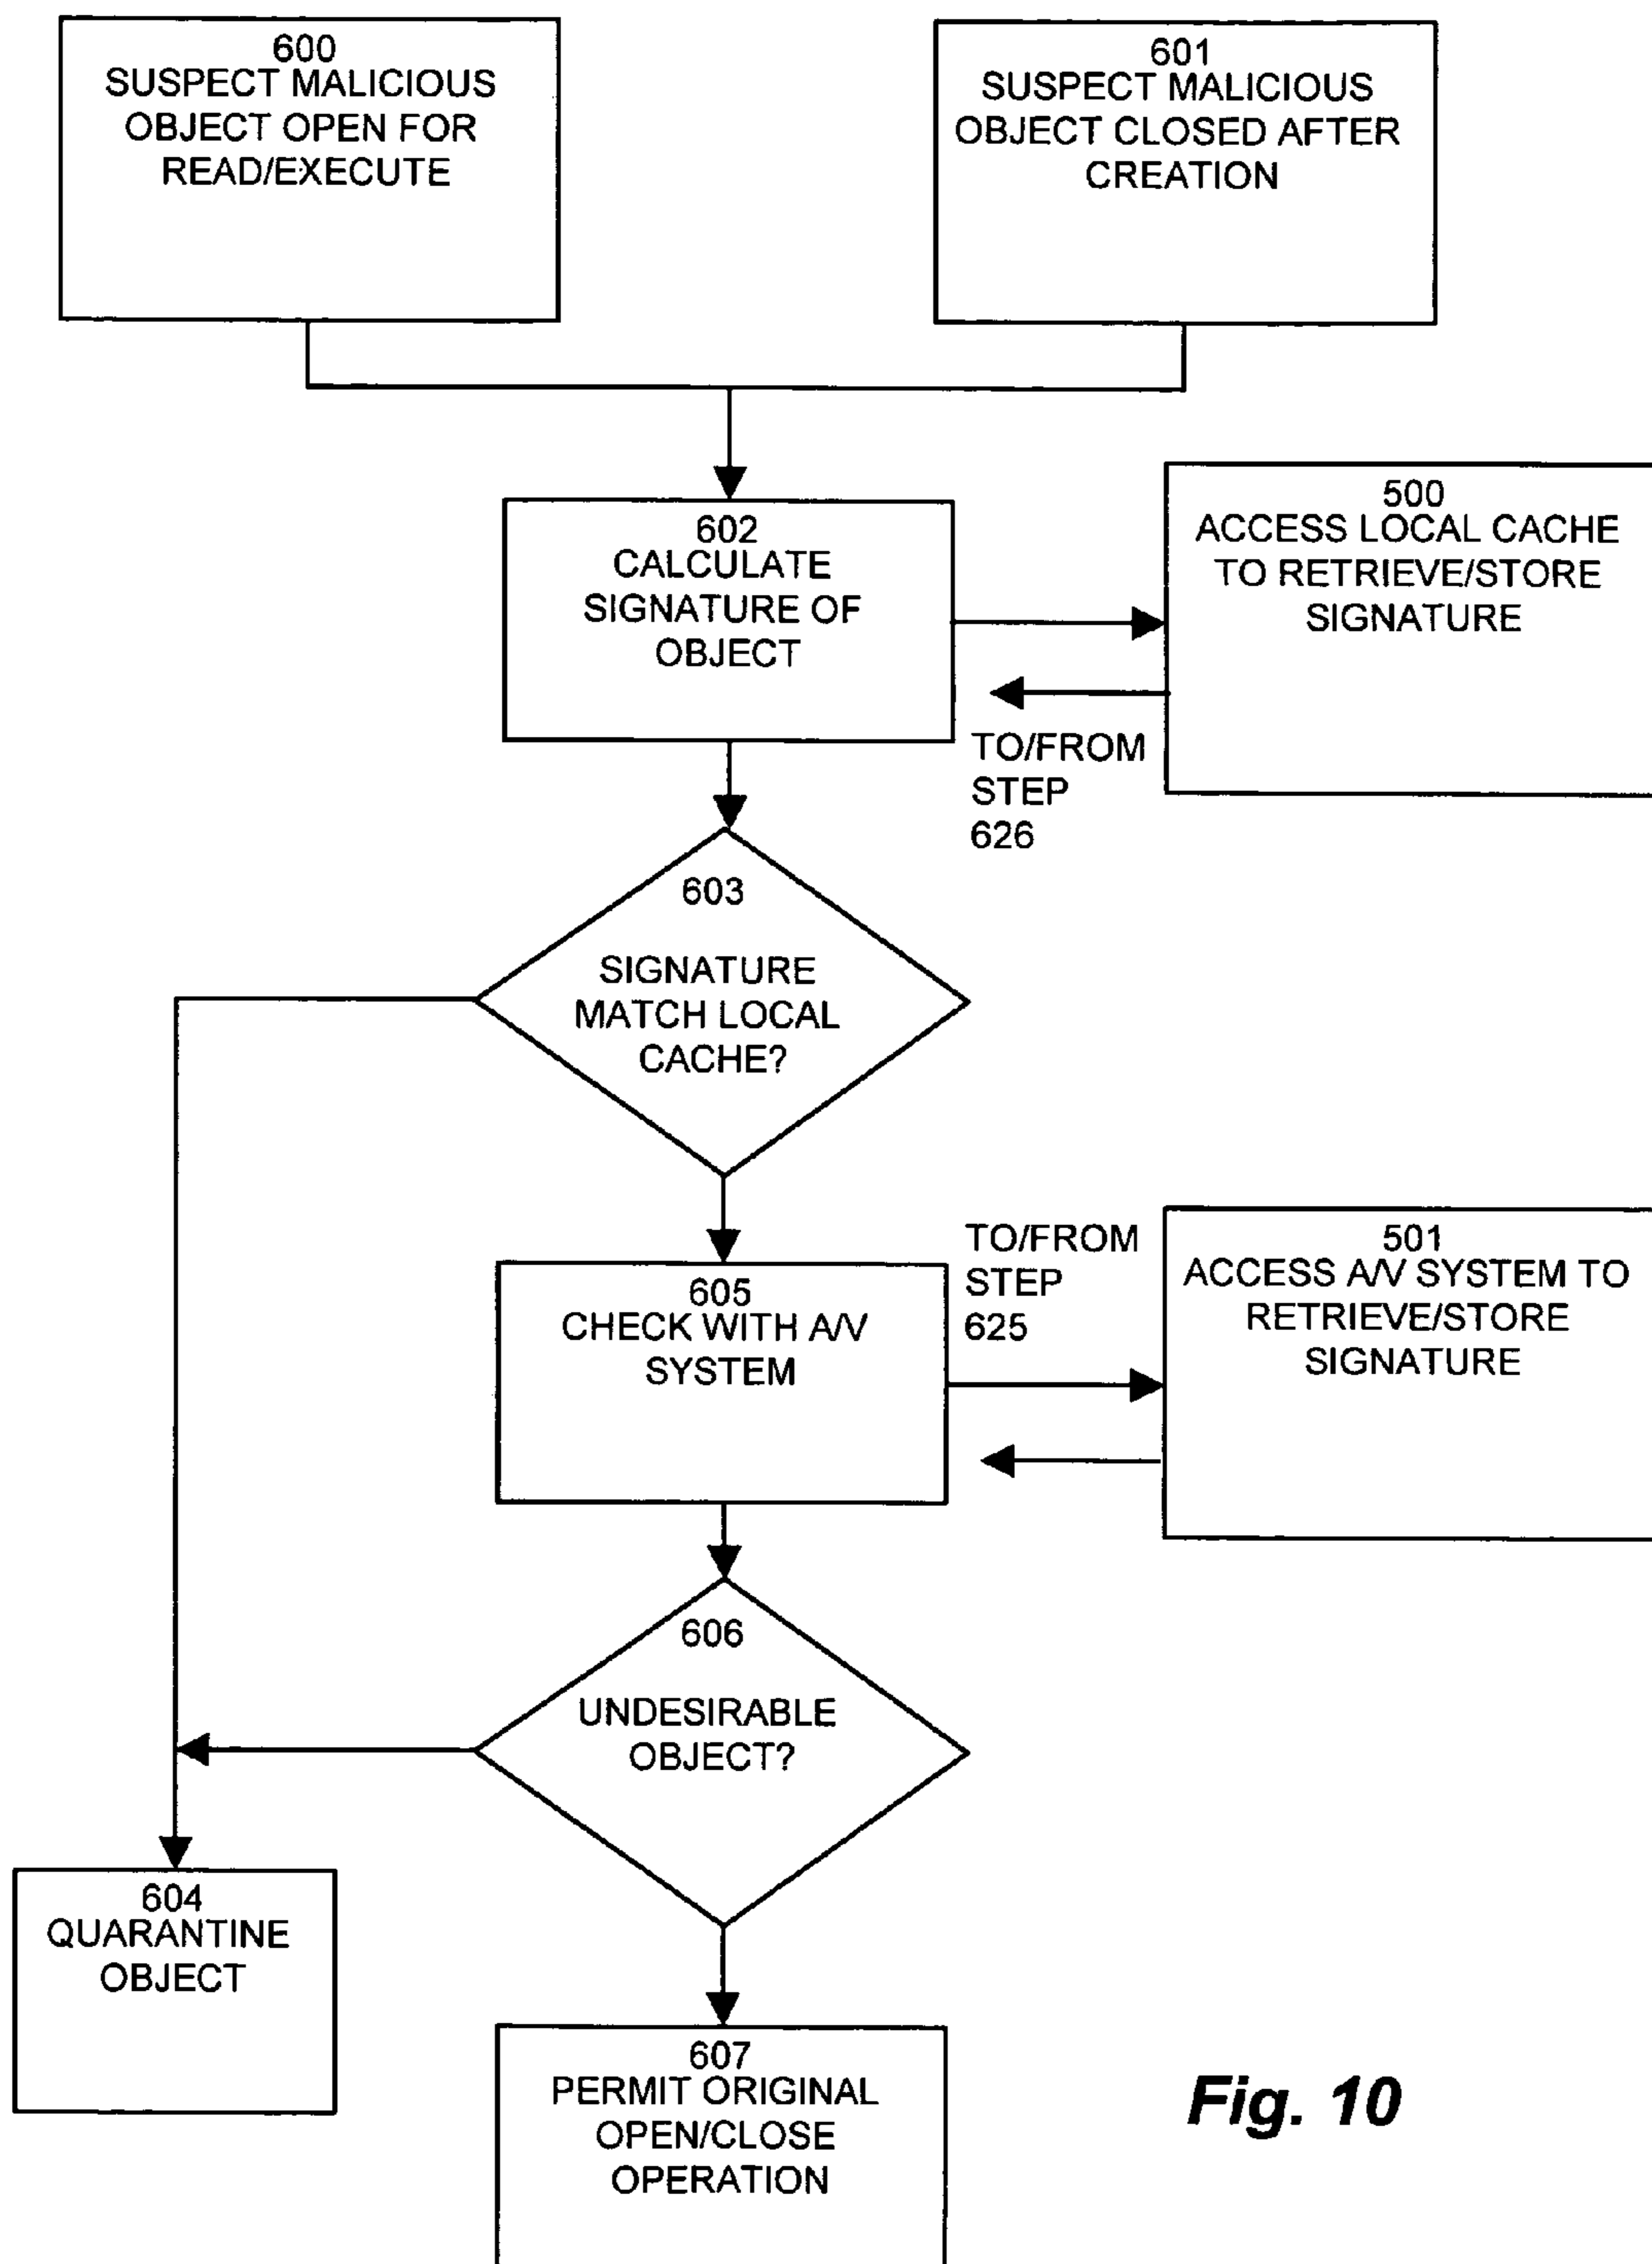 600
SUSPECT MALICIOUS
OBJECT OPEN FOR
READ/EXECUTE
601
SUSPECT MALICIOUS
OBJECT CLOSED AFTER
CREATION
602
CALCULATE
SIGNATURE OF
OBJECT
500
ACCESS LOCAL CACHE
TO RETRIEVE/STORE
SIGNATURE
TO/FROM
STEP
626
603
SIGNATURE
MATCH LOCAL
CACHE?
605
CHECK WITH A/V
SYSTEM
TO/FROM
STEP
625
501
ACCESS A/V SYSTEM TO
RETRIEVE/STORE
SIGNATURE
606
UNDESIRABLE
OBJECT?
604
QUARANTINE
OBJECT
607
PERMIT ORIGINAL
OPEN/CLOSE
OPERATION
Fig. 10